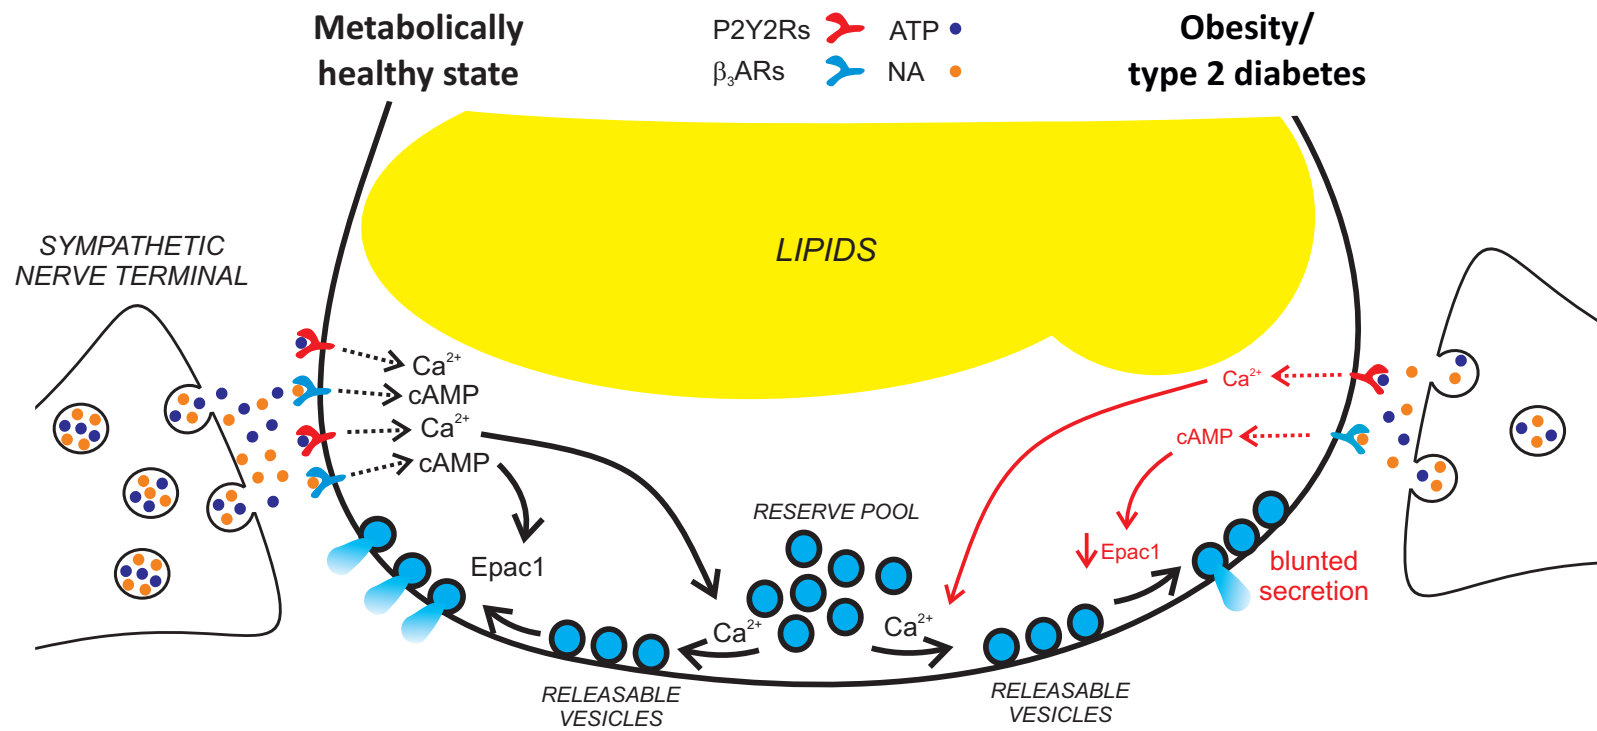 Metabolically
healthy state
P2Y2Rs
ATP
β₃ARs
NA
Obesity/
type 2 diabetes
SYMPATHETIC
NERVE TERMINAL
LIPIDS
Ca²⁺
cAMP
Ca²⁺
cAMP
Epac1
Ca²⁺
cAMP
Epac1
RESERVE POOL
Ca²⁺
Ca²⁺
blunted
secretion
RELEASABLE
VESICLES
RELEASABLE
VESICLES